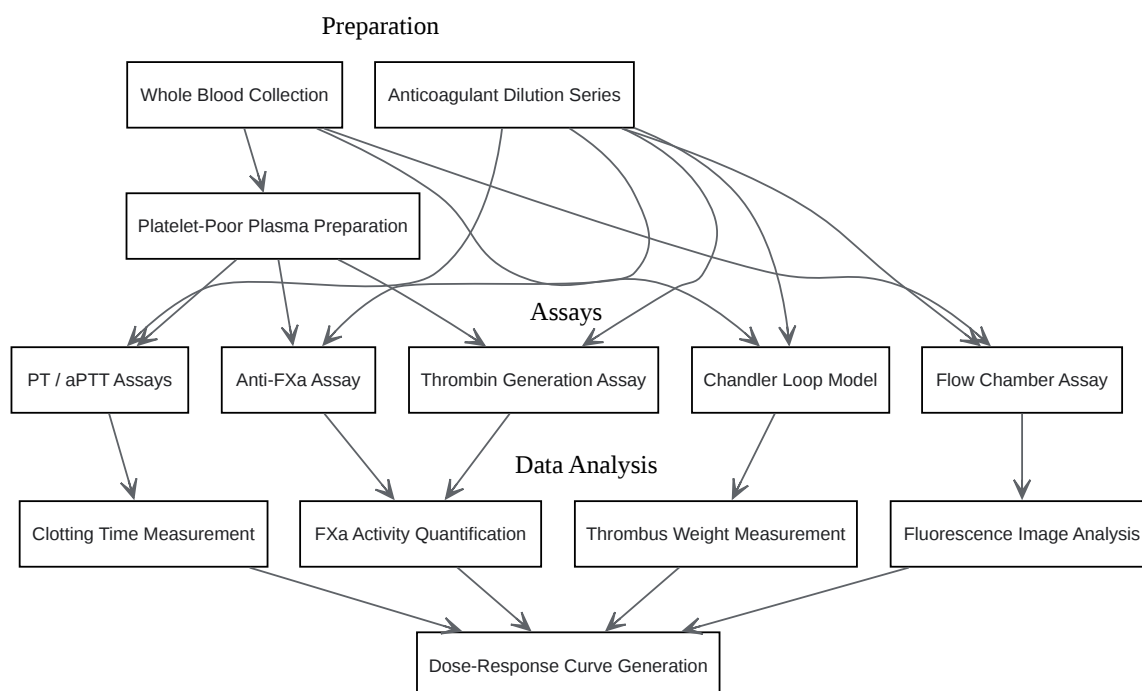 Preparation
Whole Blood Collection
Anticoagulant Dilution Series
Platelet-Poor Plasma Preparation
Assays
PT / aPTT Assays
Anti-FXa Assay
Thrombin Generation Assay
Chandler Loop Model
Flow Chamber Assay
Data Analysis
Clotting Time Measurement
FXa Activity Quantification
Thrombus Weight Measurement
Fluorescence Image Analysis
Dose-Response Curve Generation